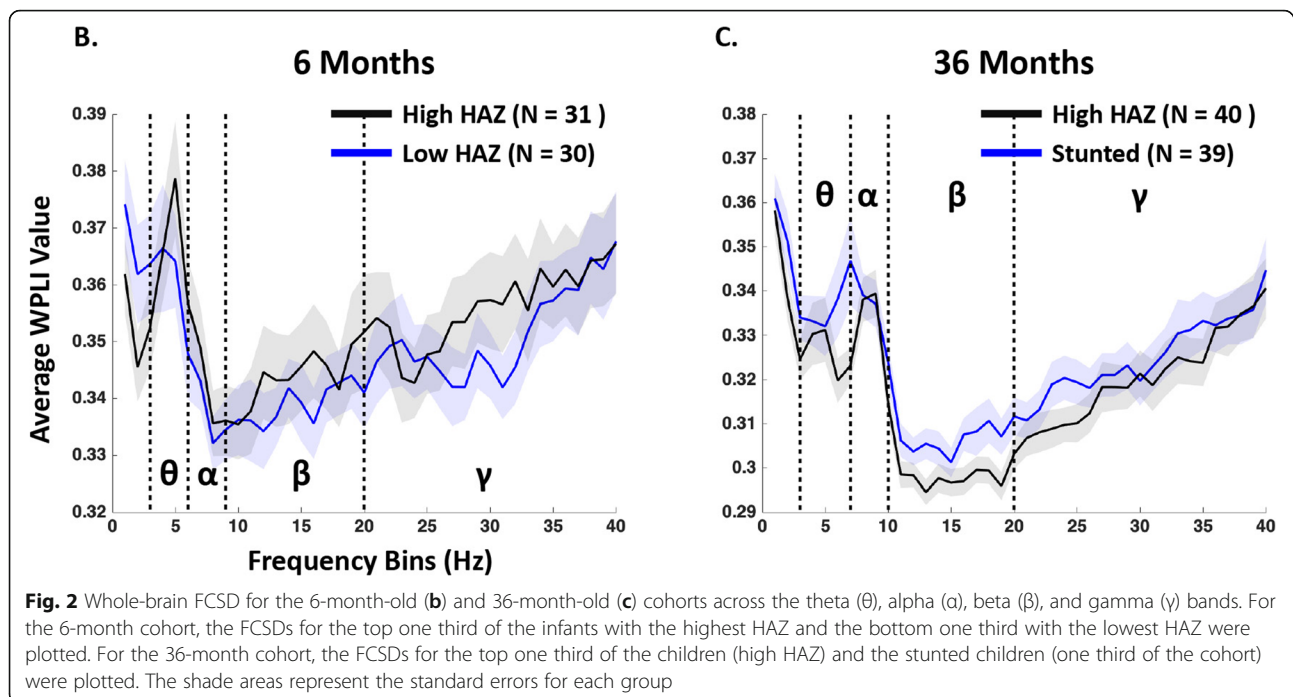 B.
6 Months
High HAZ (N = 31 )
Low HAZ (N = 30)
Average WPLI Value
0.39
0.38
0.37
0.36
0.35
0.34
0.33
0.32
θ α β γ
0 5 10 15 20 25 30 35 40
Frequency Bins (Hz)
C.
36 Months
High HAZ (N = 40 )
Stunted (N = 39)
0.38
0.37
0.36
0.35
0.34
0.33
0.32
0.31
0.3
0.29
θ α β γ
0 5 10 15 20 25 30 35 40
Fig. 2 Whole-brain FCSD for the 6-month-old (b) and 36-month-old (c) cohorts across the theta (θ), alpha (α), beta (β), and gamma (γ) bands. For
the 6-month cohort, the FCSDs for the top one third of the infants with the highest HAZ and the bottom one third with the lowest HAZ were
plotted. For the 36-month cohort, the FCSDs for the top one third of the children (high HAZ) and the stunted children (one third of the cohort)
were plotted. The shade areas represent the standard errors for each group